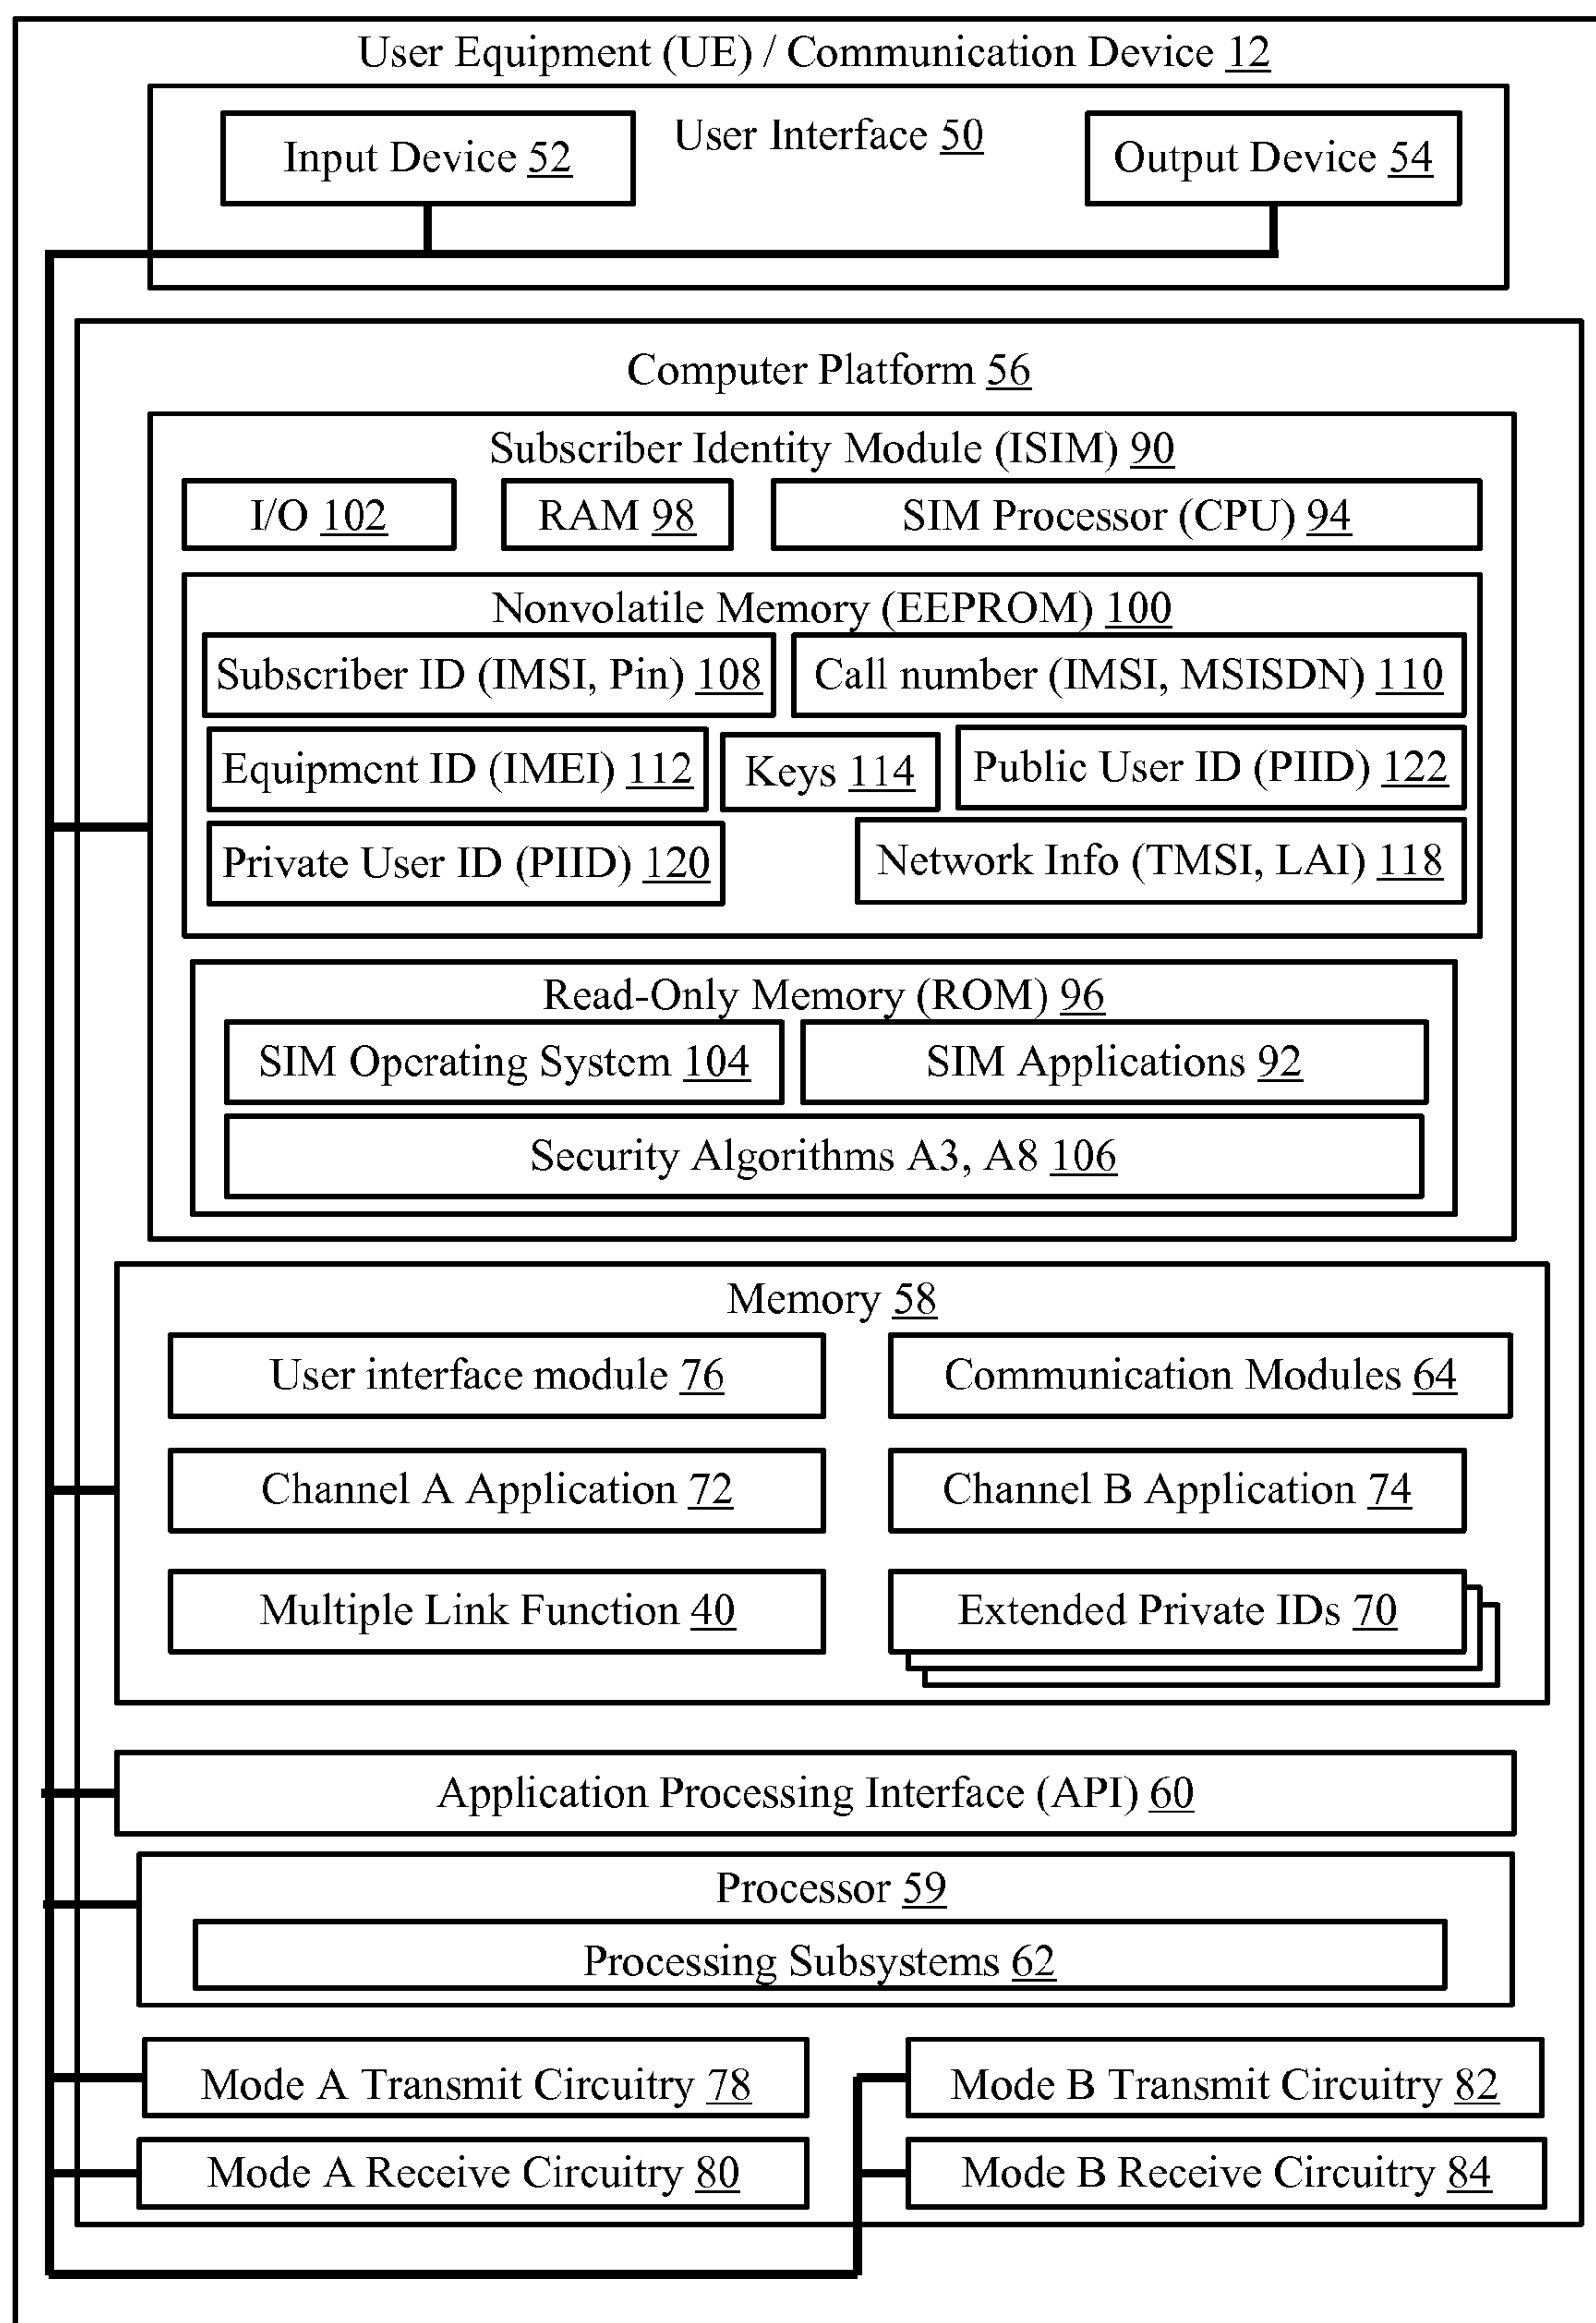 User Equipment (UE) / Communication Device 12
User Interface 50
Input Device 52
Output Device 54
Computer Platform 56
Subscriber Identity Module (ISIM) 90
I/O 102
RAM 98
SIM Processor (CPU) 94
Nonvolatile Memory (EEPROM) 100
Subscriber ID (IMSI, Pin) 108
Call number (IMSI, MSISDN) 110
Equipment ID (IMEI) 112
Keys 114
Public User ID (PIID) 122
Private User ID (PIID) 120
Network Info (TMSI, LAI) 118
Read-Only Memory (ROM) 96
SIM Operating System 104
SIM Applications 92
Security Algorithms A3, A8 106
Memory 58
User interface module 76
Communication Modules 64
Channel A Application 72
Channel B Application 74
Multiple Link Function 40
Extended Private IDs 70
Application Processing Interface (API) 60
Processor 59
Processing Subsystems 62
Mode A Transmit Circuitry 78
Mode B Transmit Circuitry 82
Mode A Receive Circuitry 80
Mode B Receive Circuitry 84